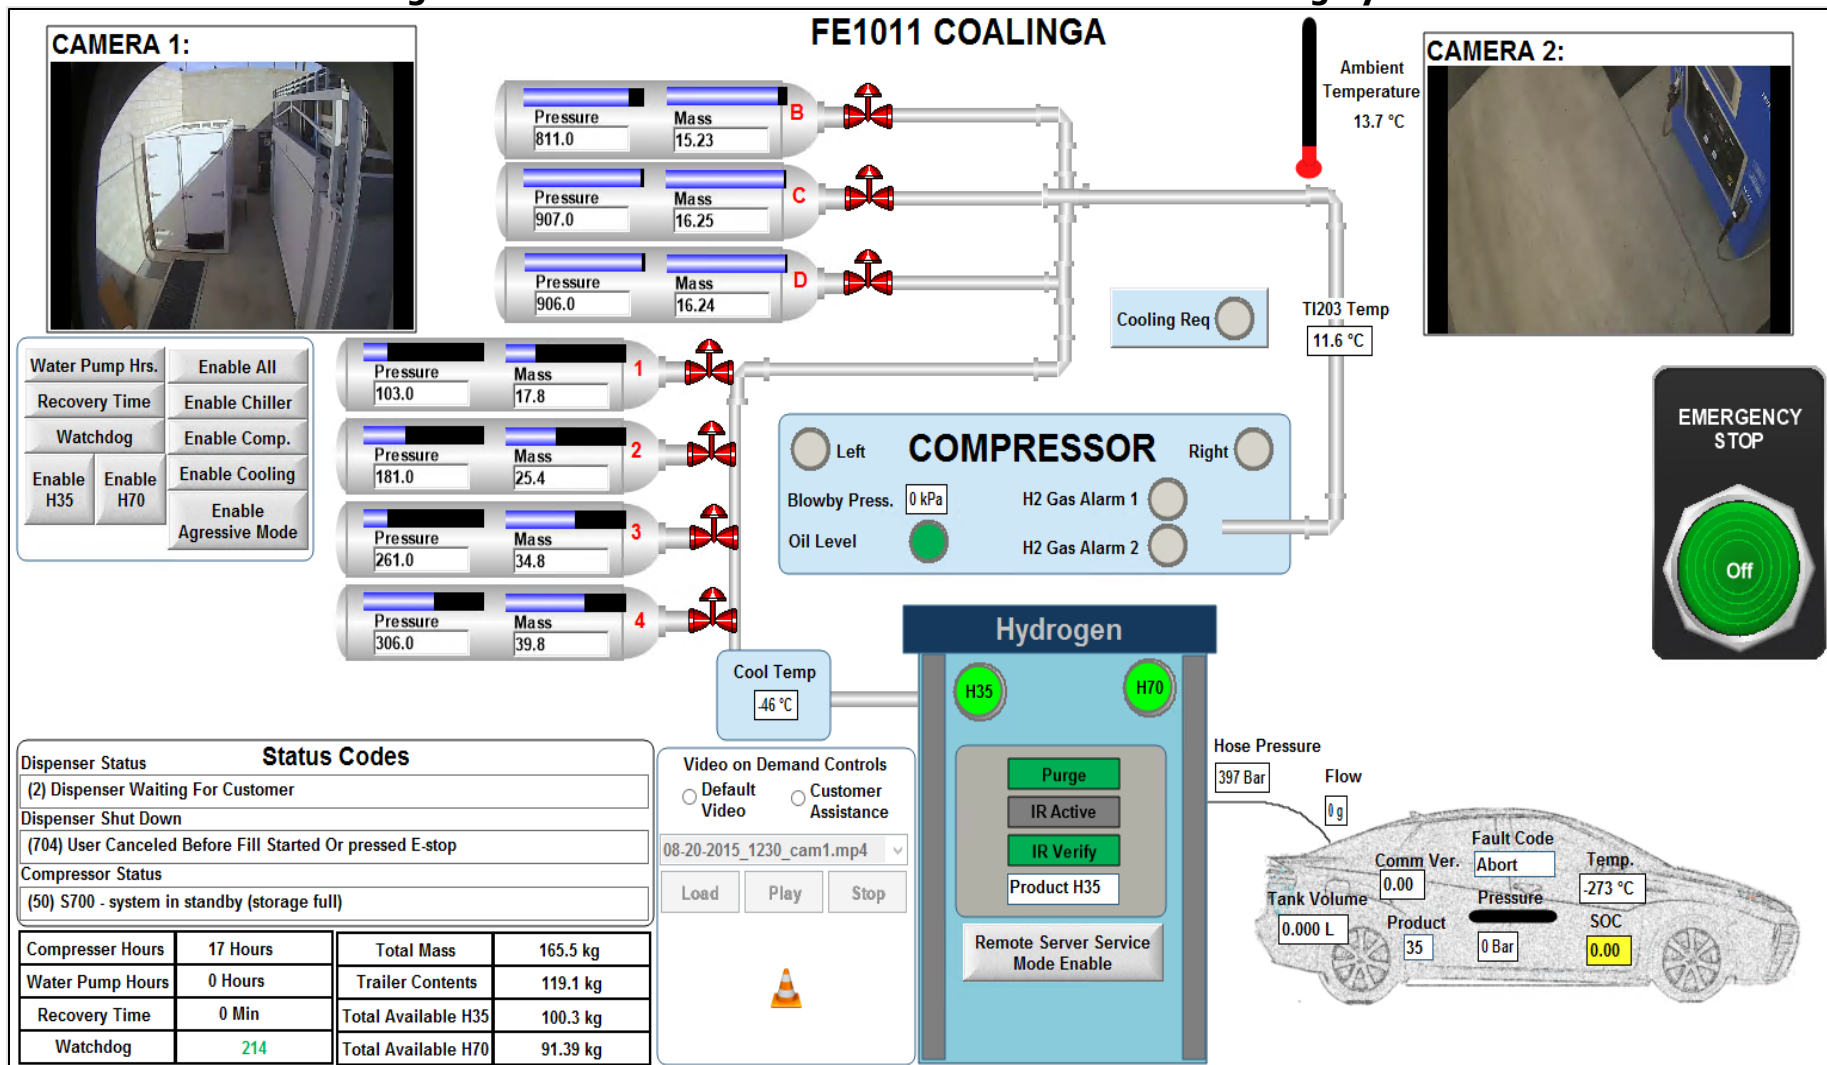 FE1011 COALINGA
CAMERA 1:
CAMERA 2:
Ambient
Temperature
13.7 °C
Pressure
811.0
Mass
15.23
B
Pressure
907.0
Mass
16.25
C
Pressure
906.0
Mass
16.24
D
Cooling Req
TI203 Temp
11.6 °C
Water Pump Hrs.
Enable All
Recovery Time
Enable Chiller
Watchdog
Enable Comp.
Enable
H35
Enable
H70
Enable Cooling
Enable
Agressive Mode
Pressure
103.0
Mass
17.8
1
Pressure
181.0
Mass
25.4
2
Pressure
261.0
Mass
34.8
3
Pressure
306.0
Mass
39.8
4
COMPRESSOR
Left
Right
Blowby Press.
0 kPa
H2 Gas Alarm 1
Oil Level
H2 Gas Alarm 2
EMERGENCY
STOP
Off
Cool Temp
-46 °C
Hydrogen
H35
H70
Purge
IR Active
IR Verify
Product H35
Remote Server Service
Mode Enable
Status Codes
Dispenser Status
(2) Dispenser Waiting For Customer
Dispenser Shut Down
(704) User Canceled Before Fill Started Or pressed E-stop
Compressor Status
(50) S700 - system in standby (storage full)
Video on Demand Controls
Default
Video
Customer
Assistance
08-20-2015_1230_cam1.mp4
Load
Play
Stop
Hose Pressure
397 Bar
Flow
0 g
Fault Code
Abort
Comm Ver.
0.00
Temp.
-273 °C
Tank Volume
0.000 L
Product
35
Pressure
0 Bar
SOC
0.00
Compresser Hours
17 Hours
Water Pump Hours
0 Hours
Recovery Time
0 Min
Watchdog
214
Total Mass
165.5 kg
Trailer Contents
119.1 kg
Total Available H35
100.3 kg
Total Available H70
91.39 kg